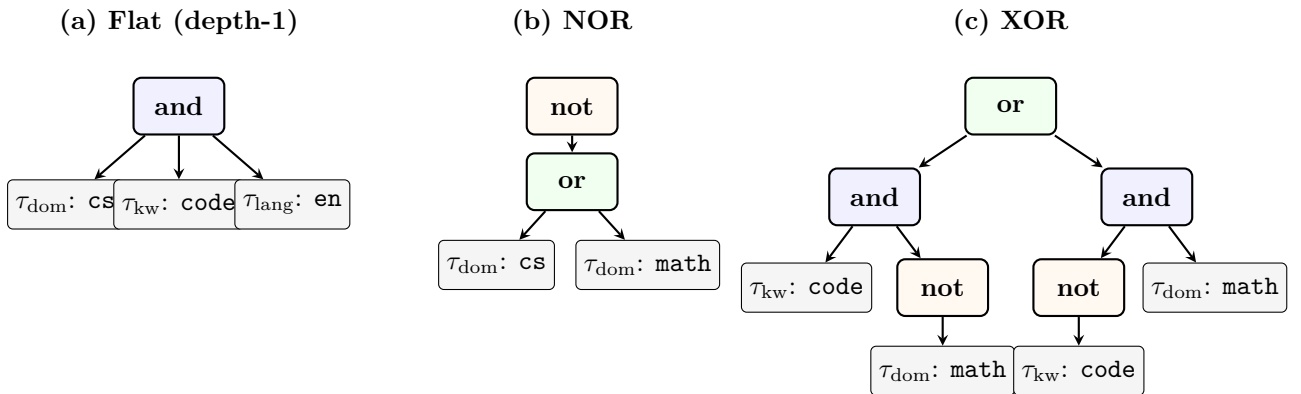 (a) Flat (depth-1)
and
τdom: cs
τkw: code
τlang: en
(b) NOR
not
or
τdom: cs
τdom: math
(c) XOR
or
and
and
τkw: code
not
not
τdom: math
τdom: math
τkw: code